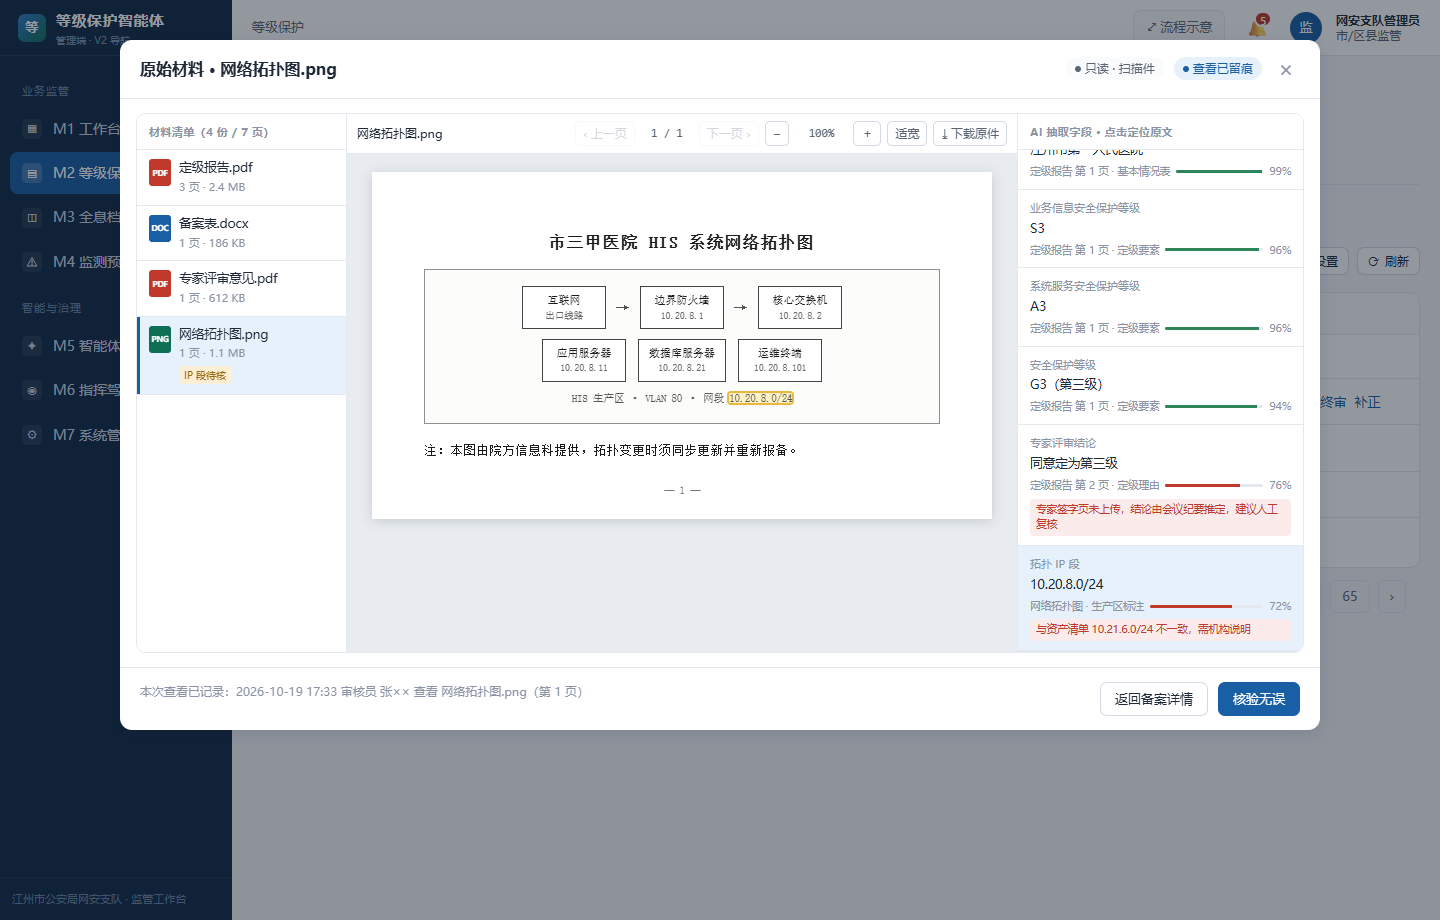 等
等级保护智能体
管理端 · V2 导航
等级保护
⤢ 流程示意
5
监
网安支队管理员
市/区县监管
业务监管
M1 工作台
M2 等级保
M3 全息档
M4 监测预
智能与治理
M5 智能体
M6 指挥驾
M7 系统管
江州市公安局网安支队 · 监管工作台
设置
刷新
终审 补正
65
›
原始材料 • 网络拓扑图.png
只读 · 扫描件
查看已留痕
×
材料清单（4 份 / 7 页）
PDF
定级报告.pdf
3 页 · 2.4 MB
DOC
备案表.docx
1 页 · 186 KB
PDF
专家评审意见.pdf
1 页 · 612 KB
PNG
网络拓扑图.png
1 页 · 1.1 MB
IP 段待核
网络拓扑图.png
‹ 上一页
1 / 1
下一页 ›
−
100%
+
适宽
⤓ 下载原件
市三甲医院 HIS 系统网络拓扑图
互联网
出口线路
→
边界防火墙
10.20.8.1
→
核心交换机
10.20.8.2
应用服务器
10.20.8.11
数据库服务器
10.20.8.21
运维终端
10.20.8.101
HIS 生产区 • VLAN 80 • 网段 10.20.8.0/24
注：本图由院方信息科提供，拓扑变更时须同步更新并重新报备。
— 1 —
AI 抽取字段 • 点击定位原文
江州市第一人民医院
定级报告 第 1 页 · 基本情况表
99%
业务信息安全保护等级
S3
定级报告 第 1 页 · 定级要素
96%
系统服务安全保护等级
A3
定级报告 第 1 页 · 定级要素
96%
安全保护等级
G3（第三级）
定级报告 第 1 页 · 定级要素
94%
专家评审结论
同意定为第三级
定级报告 第 2 页 · 定级理由
76%
专家签字页未上传，结论由会议纪要推定，建议人工
复核
拓扑 IP 段
10.20.8.0/24
网络拓扑图 · 生产区标注
72%
与资产清单 10.21.6.0/24 不一致，需机构说明
本次查看已记录：2026-10-19 17:33 审核员 张×× 查看 网络拓扑图.png（第 1 页）
返回备案详情
核验无误